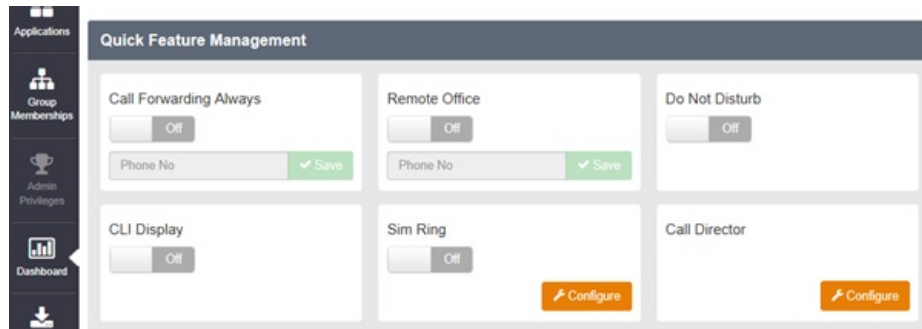 Applications
Group
Memberships
Admin
Privileges
Dashboard
Quick Feature Management
Call Forwarding Always
Off
Phone No
Save
Remote Office
Off
Phone No
Save
Do Not Disturb
Off
CLI Display
Off
Sim Ring
Off
Configure
Call Director
Configure